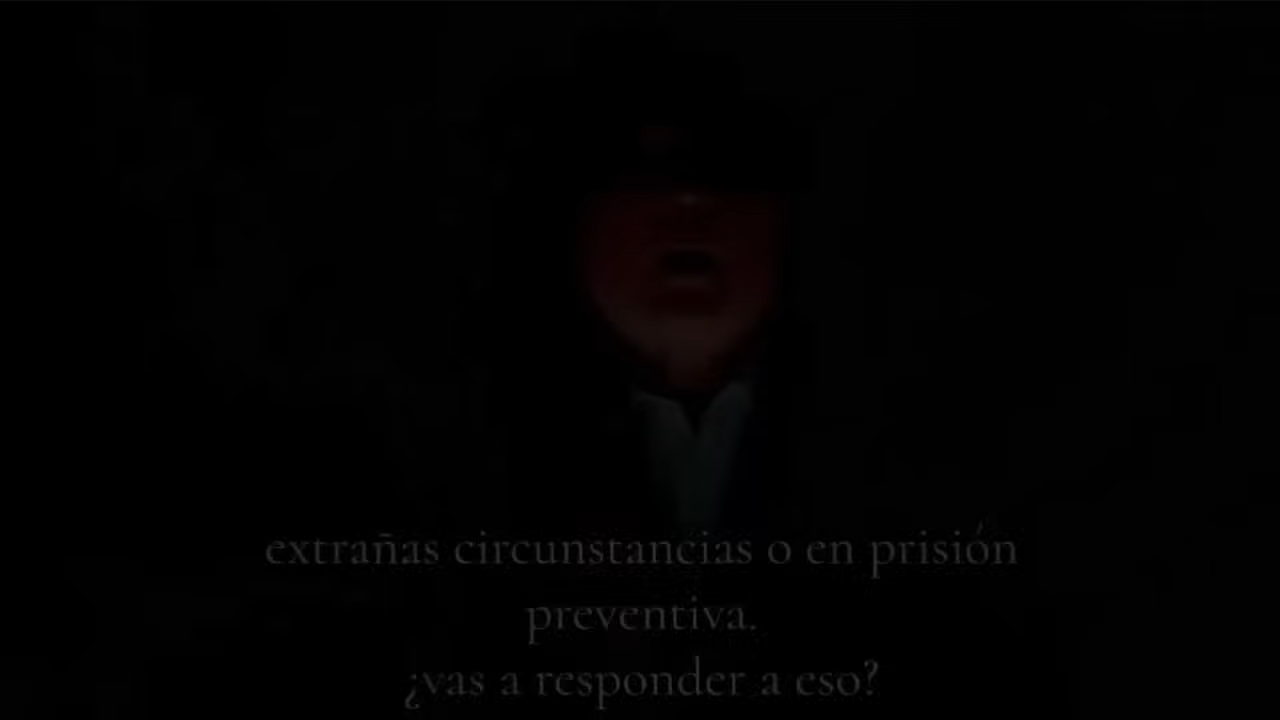 extrañas circunstancias o en prisión
preventiva.
¿vas a responder a eso?